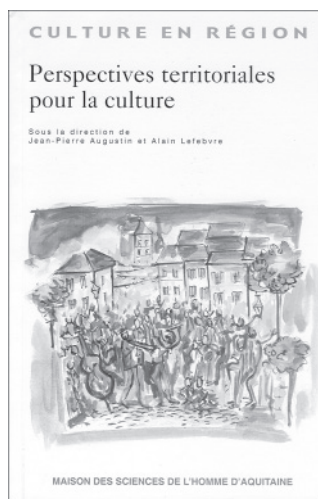 CULTURE EN RÉGION
Perspectives territoriales
pour la culture
Sous la direction de
Jean-Pierre Augustin et Alain Lefebvre
MAISON DES SCIENCES DE L'HOMME D'AQUITAINE